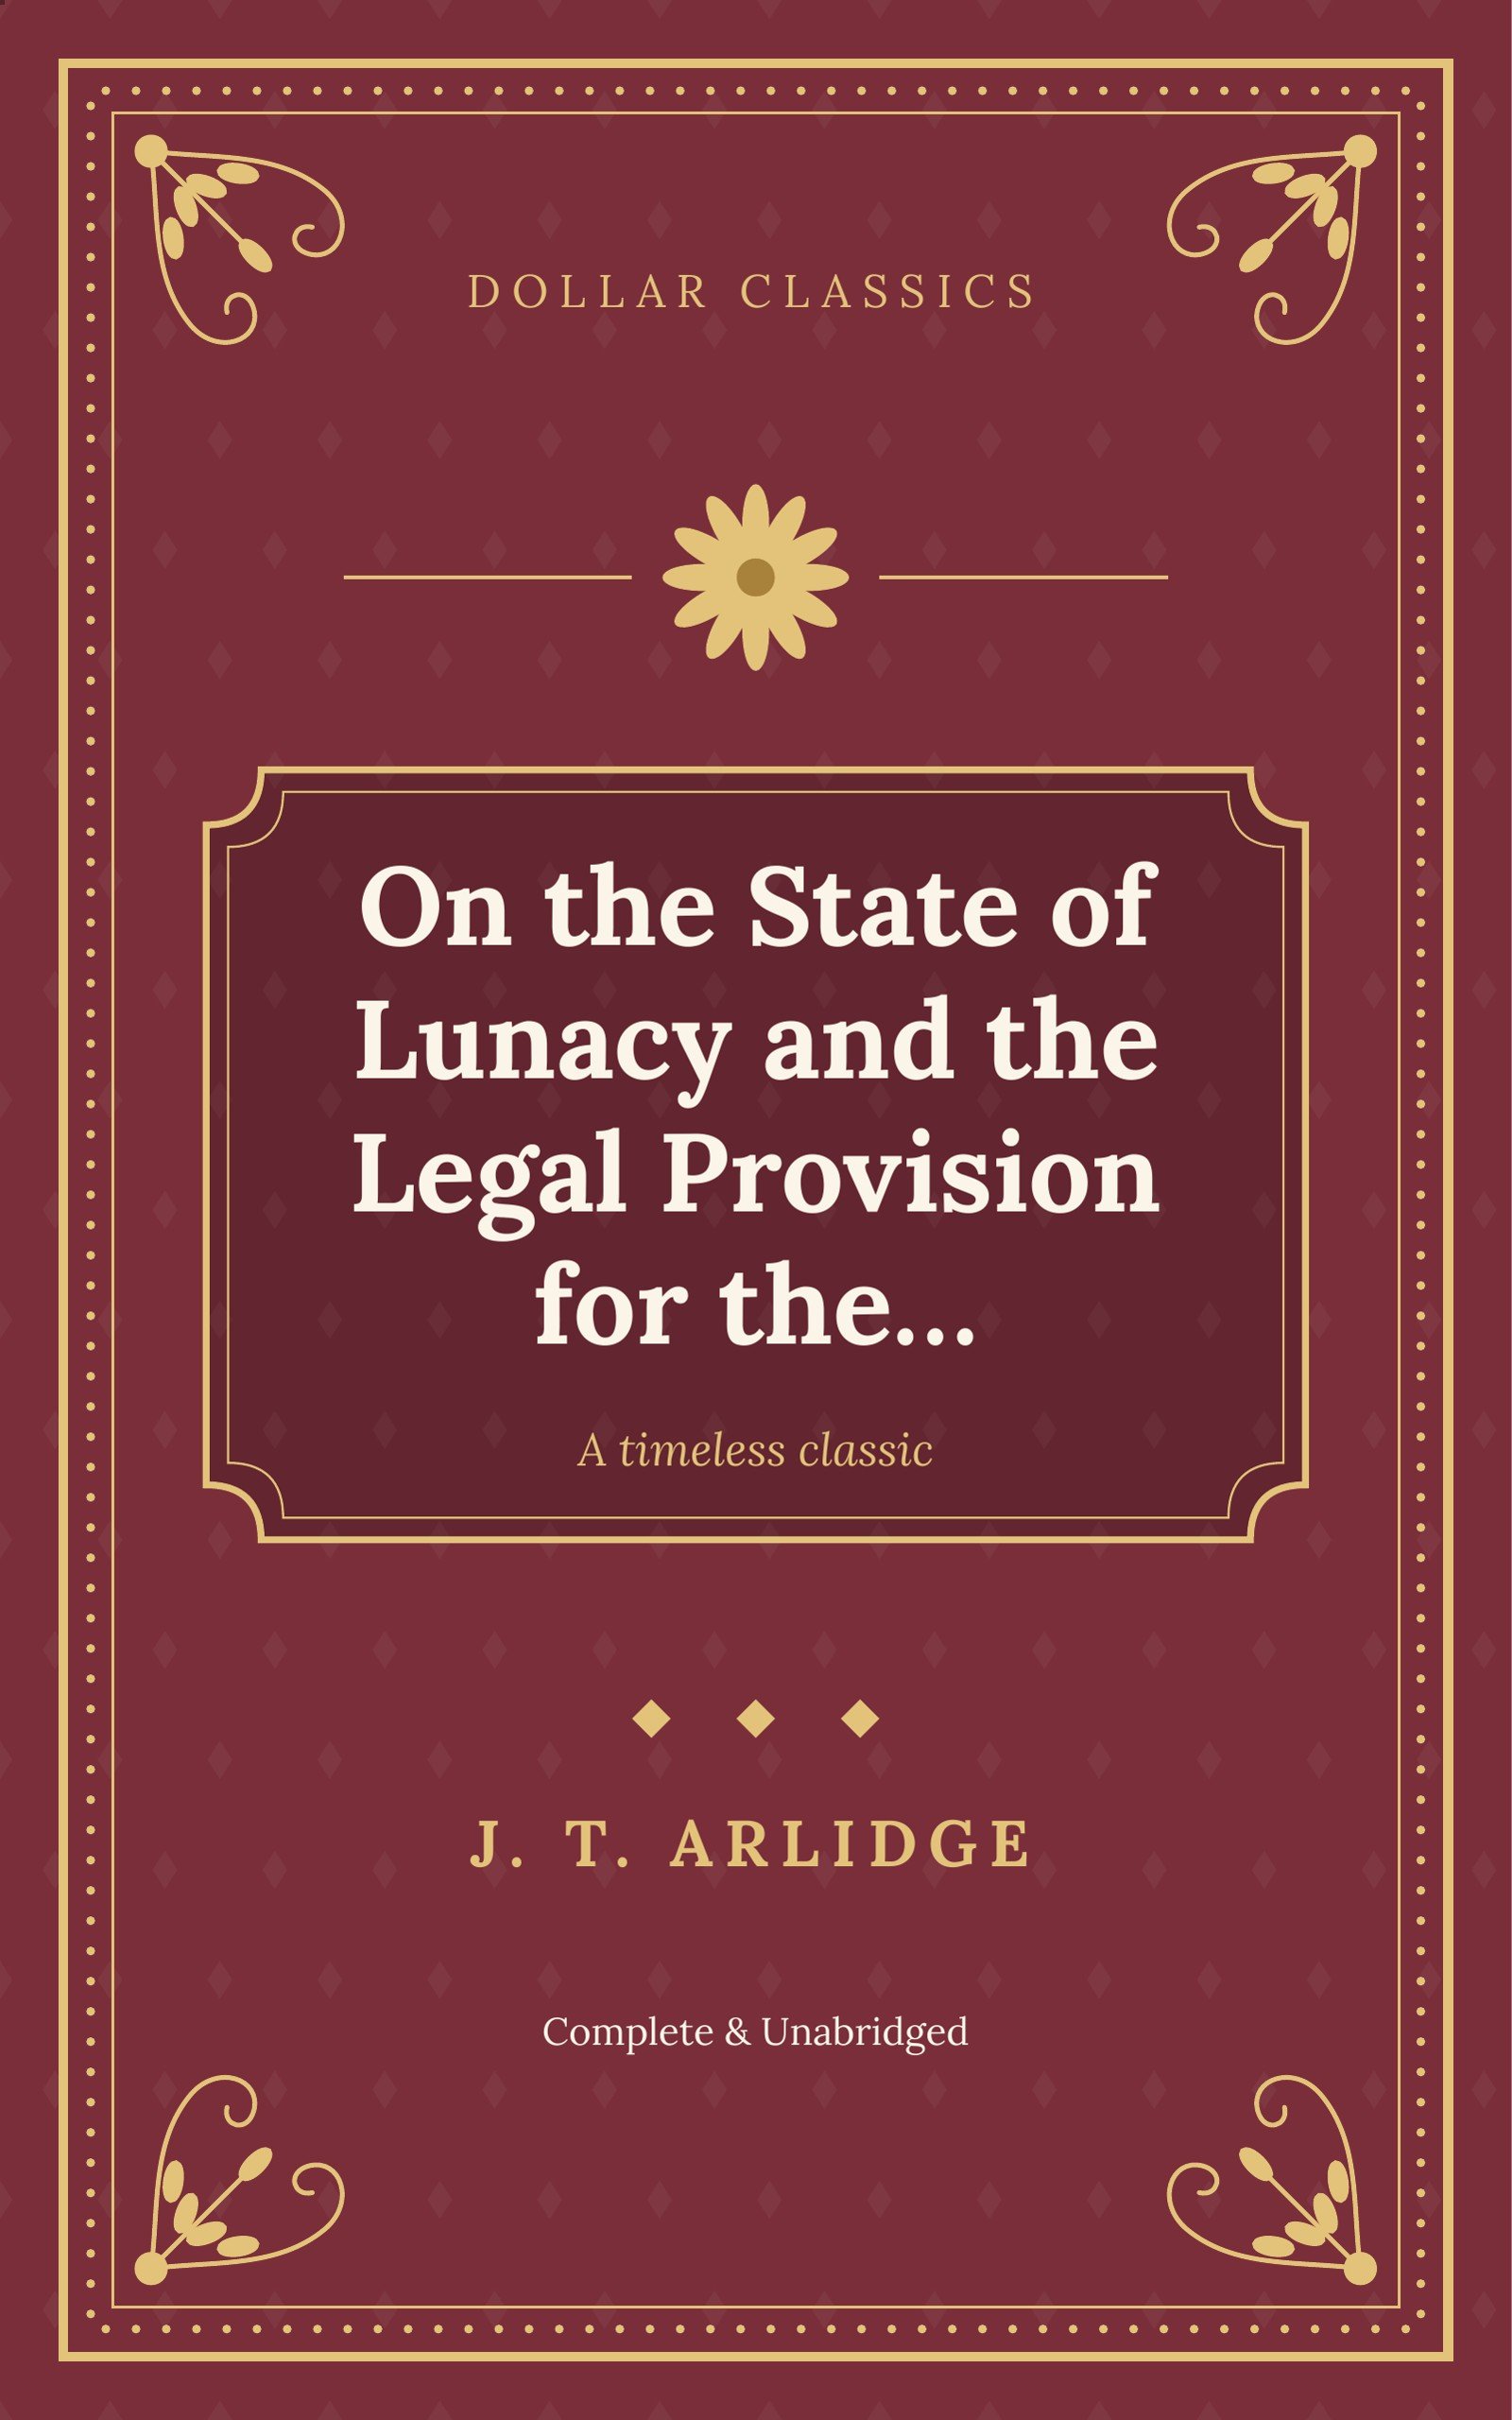 DOLLAR CLASSICS
On the State of
Lunacy and the
Legal Provision
for the...
A timeless classic
J. T. ARLIDGE
Complete & Unabridged